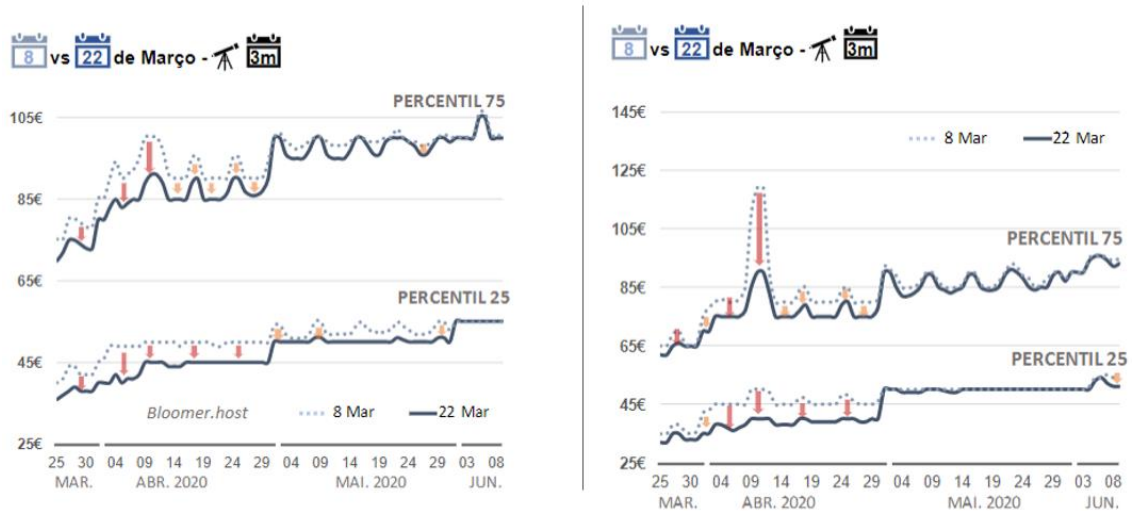 8 vs 22 de Março - 3m
PERCENTIL 75
105€
85€
65€
PERCENTIL 25
45€
Bloomer.host
8 Mar
22 Mar
25€
25 30 04 09 14 19 24 29 04 09 14 19 24 29 03 08
MAR. ABR. 2020 MAI. 2020 JUN.
8 vs 22 de Março - 3m
145€
8 Mar
22 Mar
125€
105€
PERCENTIL 75
85€
65€
PERCENTIL 25
45€
25€
25 30 04 09 14 19 24 29 04 09 14 19 24 29 03 08
MAR. ABR. 2020 MAI. 2020 JUN.